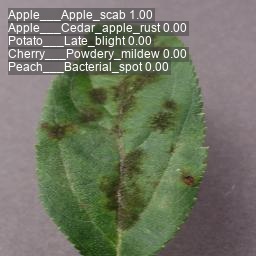 Apple___Apple_scab 1.00
Apple___Cedar_apple_rust 0.00
Potato___Late_blight 0.00
Cherry___Powdery_mildew 0.00
Peach___Bacterial_spot 0.00